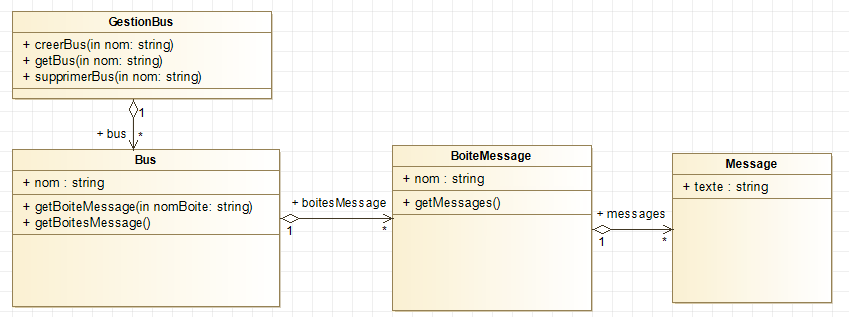 GestionBus
+ creerBus(in nom: string)
+ getBus(in nom: string)
+ supprimerBus(in nom: string)
1
+ bus
*
Bus
+ nom : string
+ getBoiteMessage(in nomBoite: string)
+ getBoitesMessage()
+ boitesMessage
1
*
BoiteMessage
+ nom : string
+ getMessages()
+ messages
1
*
Message
+ texte : string